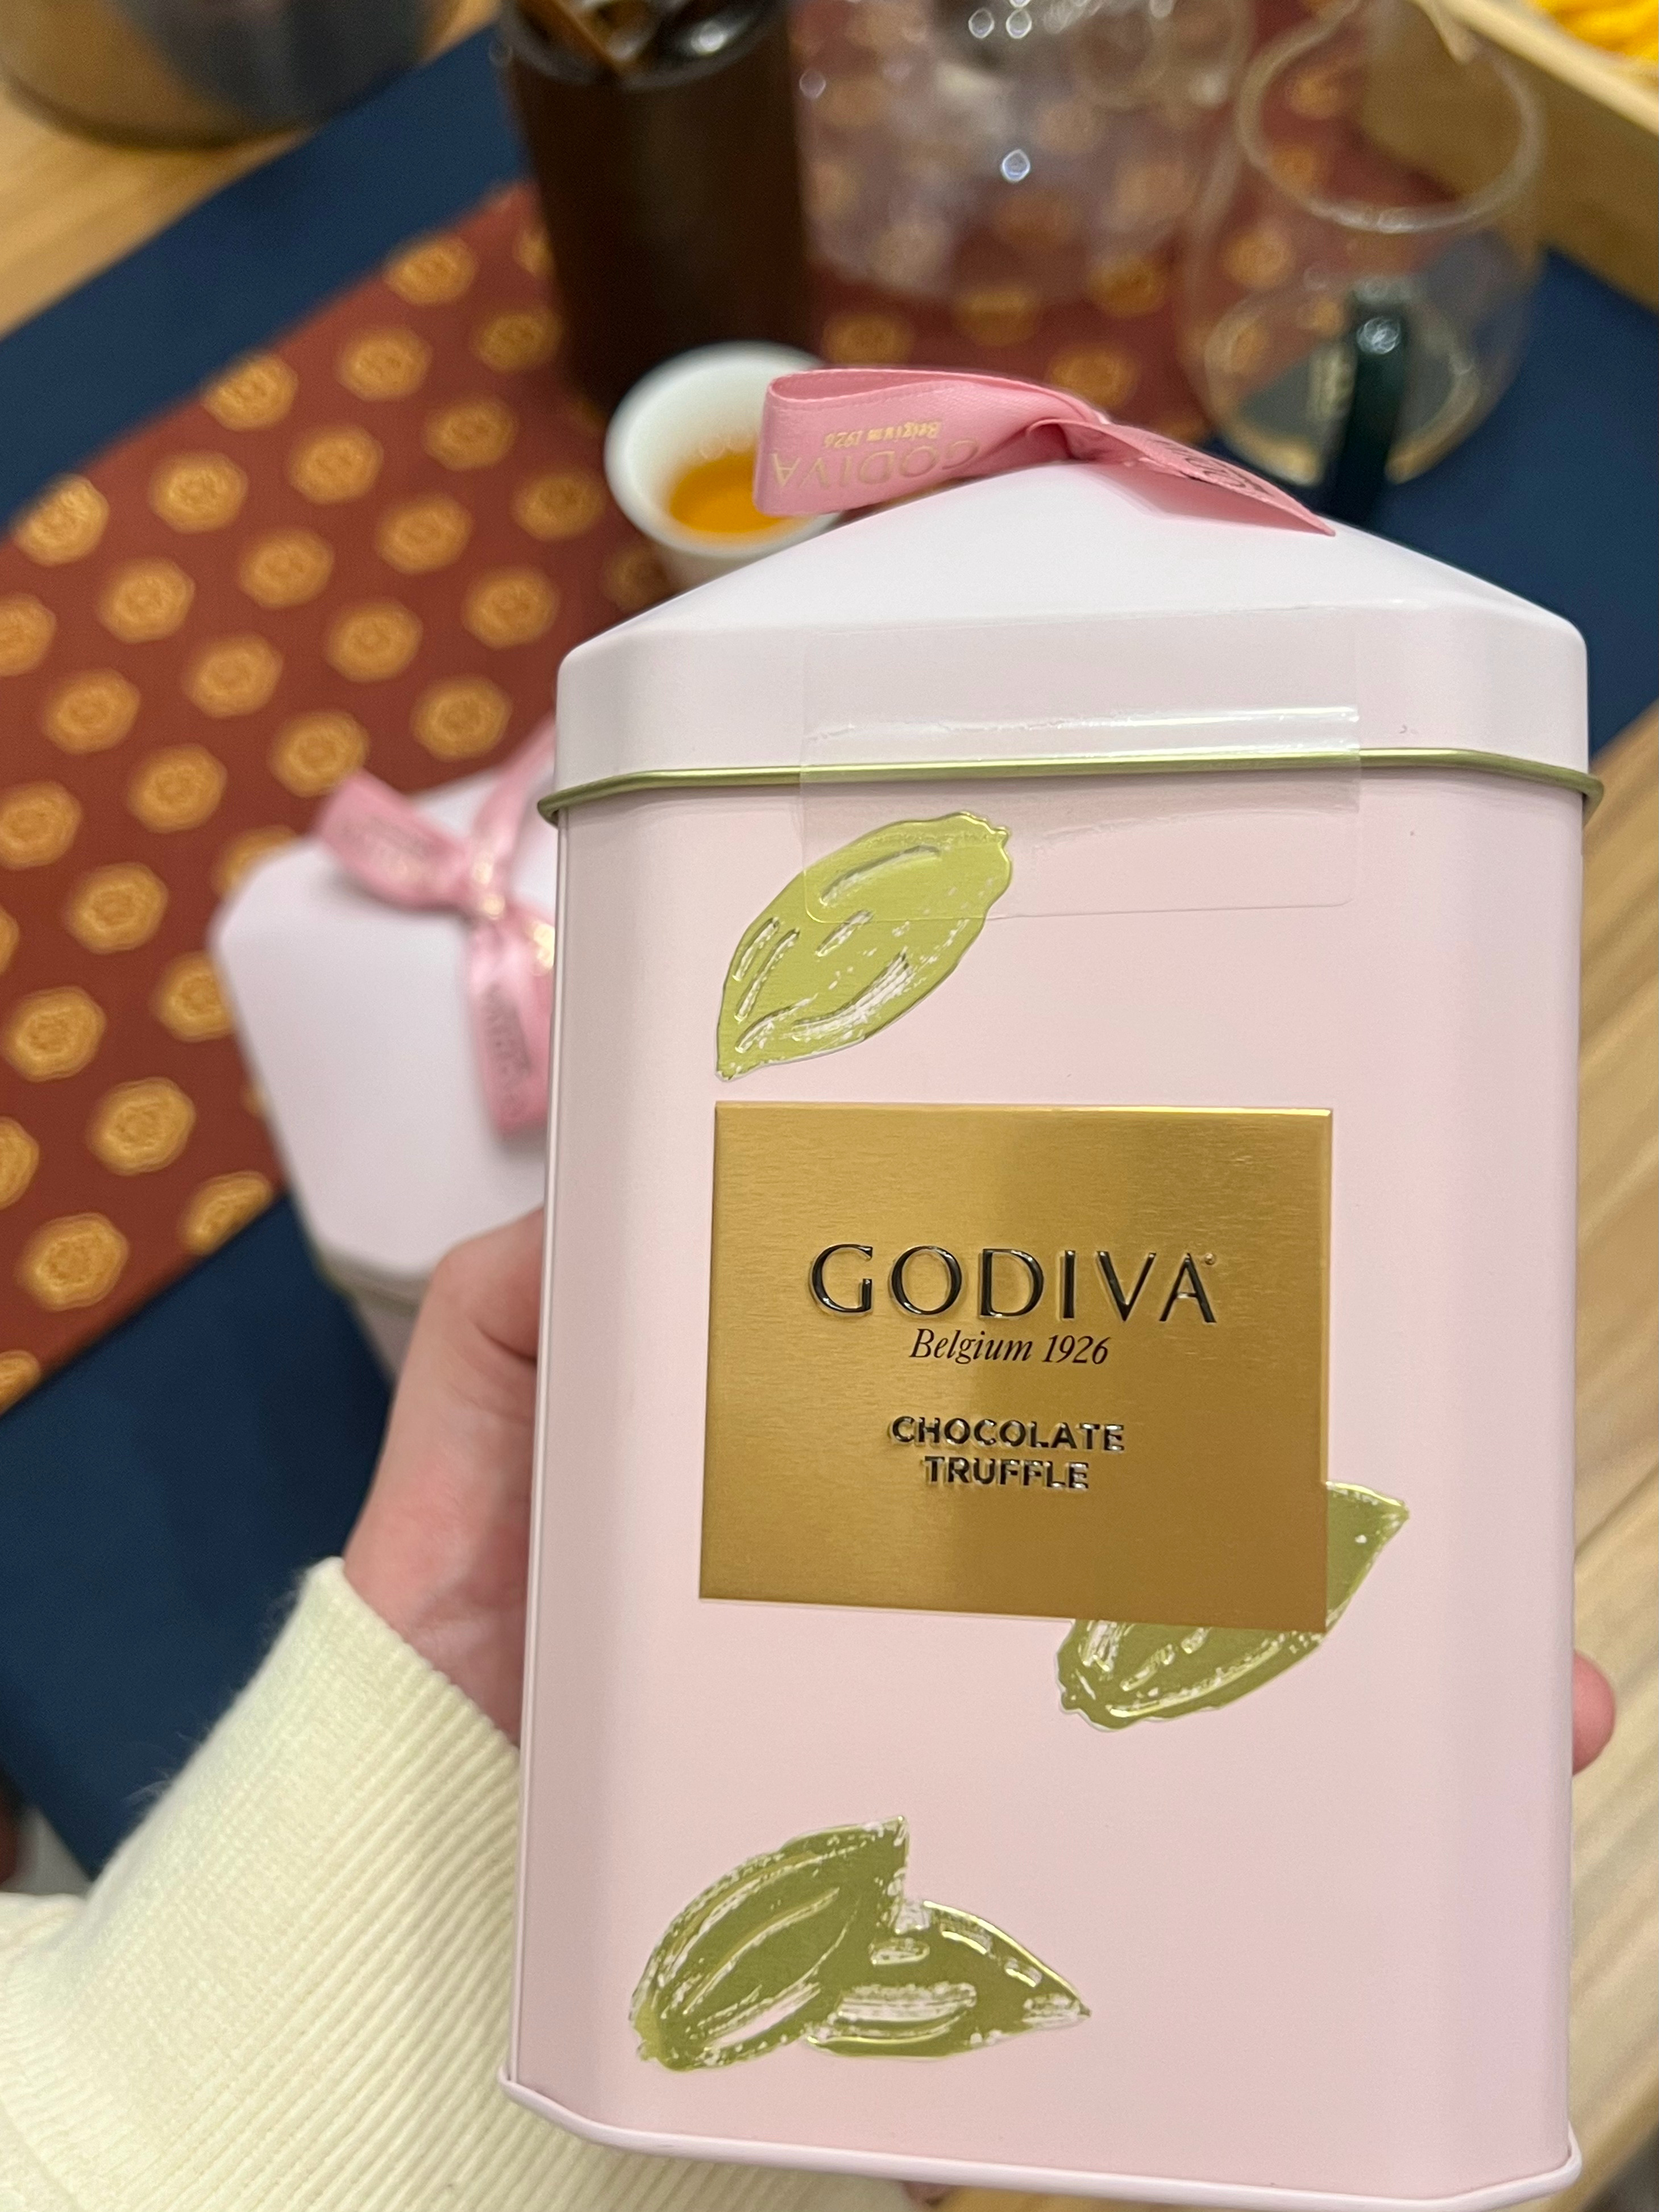 GODIVA
Belgium 1926
GODIVA
Belgium 1926
CHOCOLATE
TRUFFLE